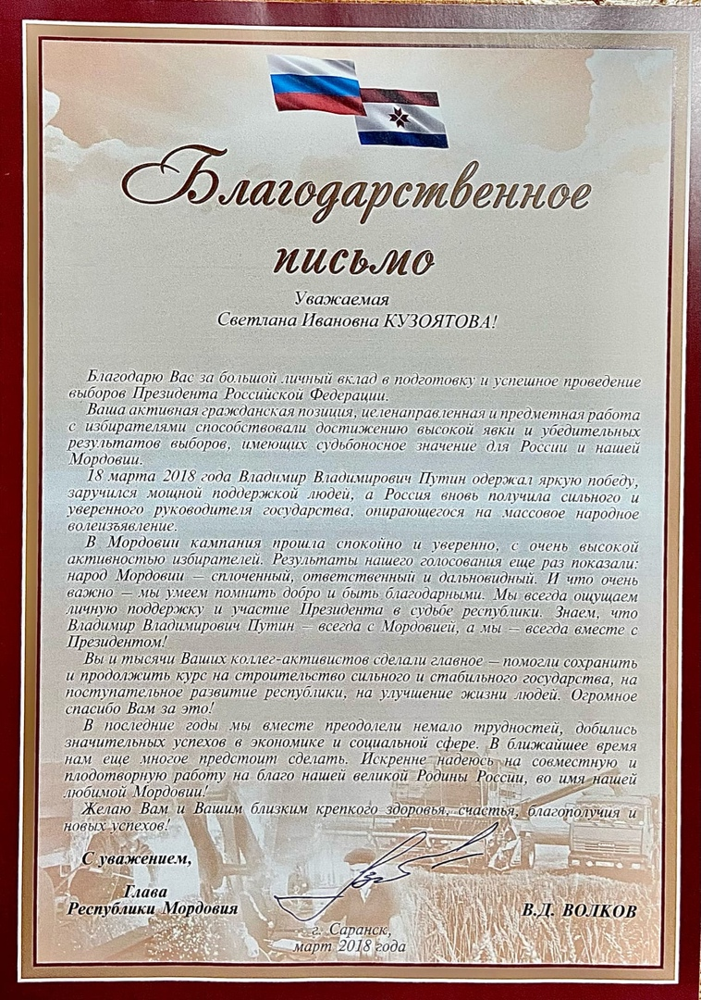 Благодарственное
письмо
Уважаемая
Светлана Ивановна КУЗОЯТОВА!
Благодарю Вас за большой личный вклад в подготовку и успешное проведение
выборов Президента Российской Федерации.
Ваша активная гражданская позиция, целенаправленная и предметная работа
с избирателями способствовали достижению высокой явки и убедительных
результатов выборов, имеющих судьбоносное значение для России и нашей
Мордовии.
18 марта 2018 года Владимир Владимирович Путин одержал яркую победу,
заручился мощной поддержкой людей, а Россия вновь получила сильного и
уверенного руководителя государства, опирающегося на массовое народное
волеизъявление.
В Мордовии кампания прошла спокойно и уверенно, с очень высокой
активностью избирателей. Результаты нашего голосования еще раз показали:
народ Мордовии – сплоченный, ответственный и дальновидный. И что очень
важно – мы умеем помнить добро и быть благодарными. Мы всегда ощущаем
личную поддержку и участие Президента в судьбе республики. Знаем, что
Владимир Владимирович Путин – всегда с Мордовией, а мы – всегда вместе с
Президентом!
Вы и тысячи Ваших коллег-активистов сделали главное – помогли сохранить
и продолжить курс на строительство сильного и стабильного государства, на
поступательное развитие республики, на улучшение жизни людей. Огромное
спасибо Вам за это!
В последние годы мы вместе преодолели немало трудностей, добились
значительных успехов в экономике и социальной сфере. В ближайшее время
нам еще многое предстоит сделать. Искренне надеюсь на совместную и
плодотворную работу на благо нашей великой Родины России, во имя нашей
любимой Мордовии!
Желаю Вам и Вашим близким крепкого здоровья, счастья, благополучия и
новых успехов!
С уважением,
Глава
Республики Мордовия
В.Д. ВОЛКОВ
г. Саранск,
март 2018 года